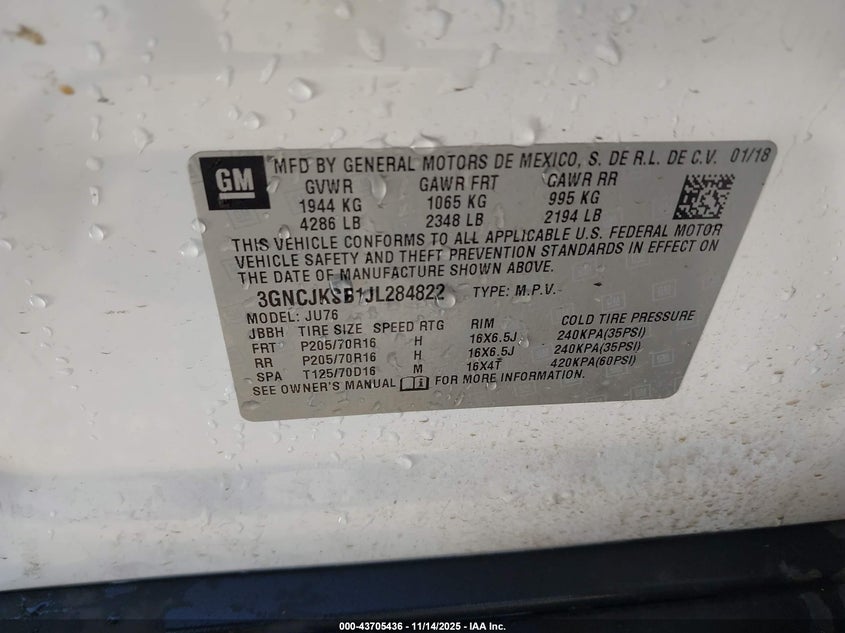 GM
MFD BY GENERAL MOTORS DE MEXICO, S. DE R.L. DE C.V. 01/18
GVWR GAWR FRT GAWR RR
1944 KG 1065 KG 995 KG
4286 LB 2348 LB 2194 LB
THIS VEHICLE CONFORMS TO ALL APPLICABLE U.S. FEDERAL MOTOR
VEHICLE SAFETY AND THEFT PREVENTION STANDARDS IN EFFECT ON
THE DATE OF MANUFACTURE SHOWN ABOVE.
3GNCJKSB1JL284822 TYPE: M.P.V.
MODEL: JU76
JBBH TIRE SIZE SPEED RTG RIM COLD TIRE PRESSURE
FRT P205/70R16 H 16X6.5J 240KPA(35PSI)
RR P205/70R16 H 16X6.5J 240KPA(35PSI)
SPA T125/70D16 M 16X4T 420KPA(60PSI)
SEE OWNER'S MANUAL FOR MORE INFORMATION.
000-43705436 - 11/14/2025 - IAA Inc.